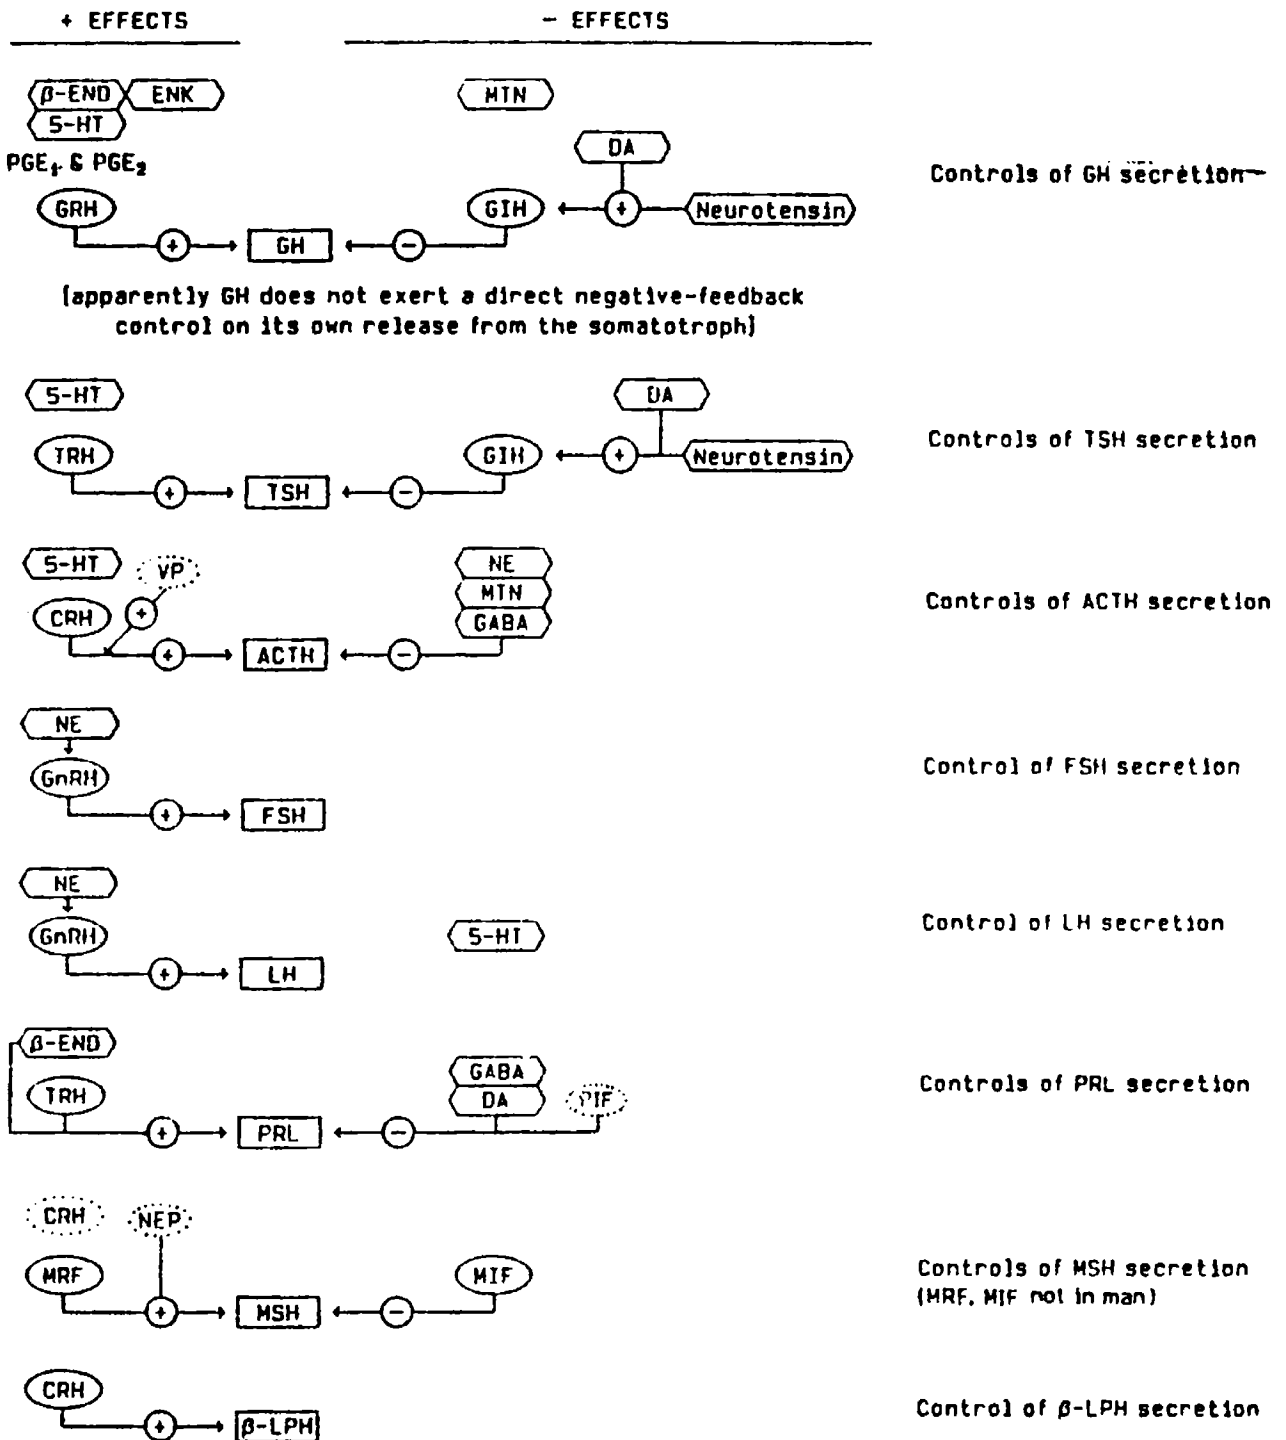 + EFFECTS
- EFFECTS
β-END ENK
MTN
5-HT
DA
PGE₁ & PGE₂
Controls of GH secretion
GRH
GIH
+
Neurotensin
+
GH
−
(apparently GH does not exert a direct negative-feedback
control on its own release from the somatotroph)
5-HT
DA
Controls of TSH secretion
TRH
GIH
+
Neurotensin
+
TSH
−
5-HT
VP
NE
MTN
Controls of ACTH secretion
CRH
+
GABA
+
ACTH
−
NE
GnRH
Control of FSH secretion
+
FSH
NE
GnRH
5-HT
Control of LH secretion
+
LH
β-END
GABA
Controls of PRL secretion
TRH
DA
PIF
+
PRL
−
CRH
NEP
MRF
MIF
Controls of MSH secretion
(MRF, MIF not in man)
+
MSH
−
CRH
Control of β-LPH secretion
+
β-LPH